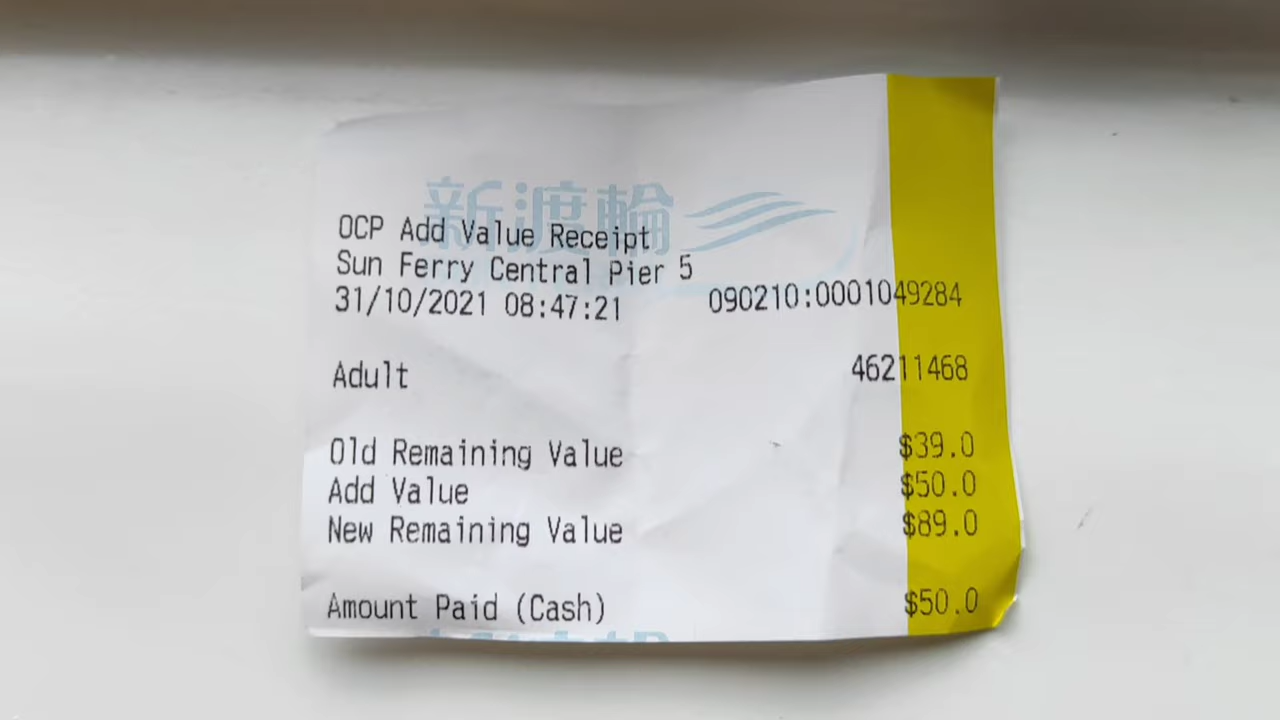 新渡輪
OCP Add Value Receipt
Sun Ferry Central Pier 5
31/10/2021 08:47:21 090210:0001049284
Adult 46211468
Old Remaining Value $39.0
Add Value $50.0
New Remaining Value $89.0
Amount Paid (Cash) $50.0